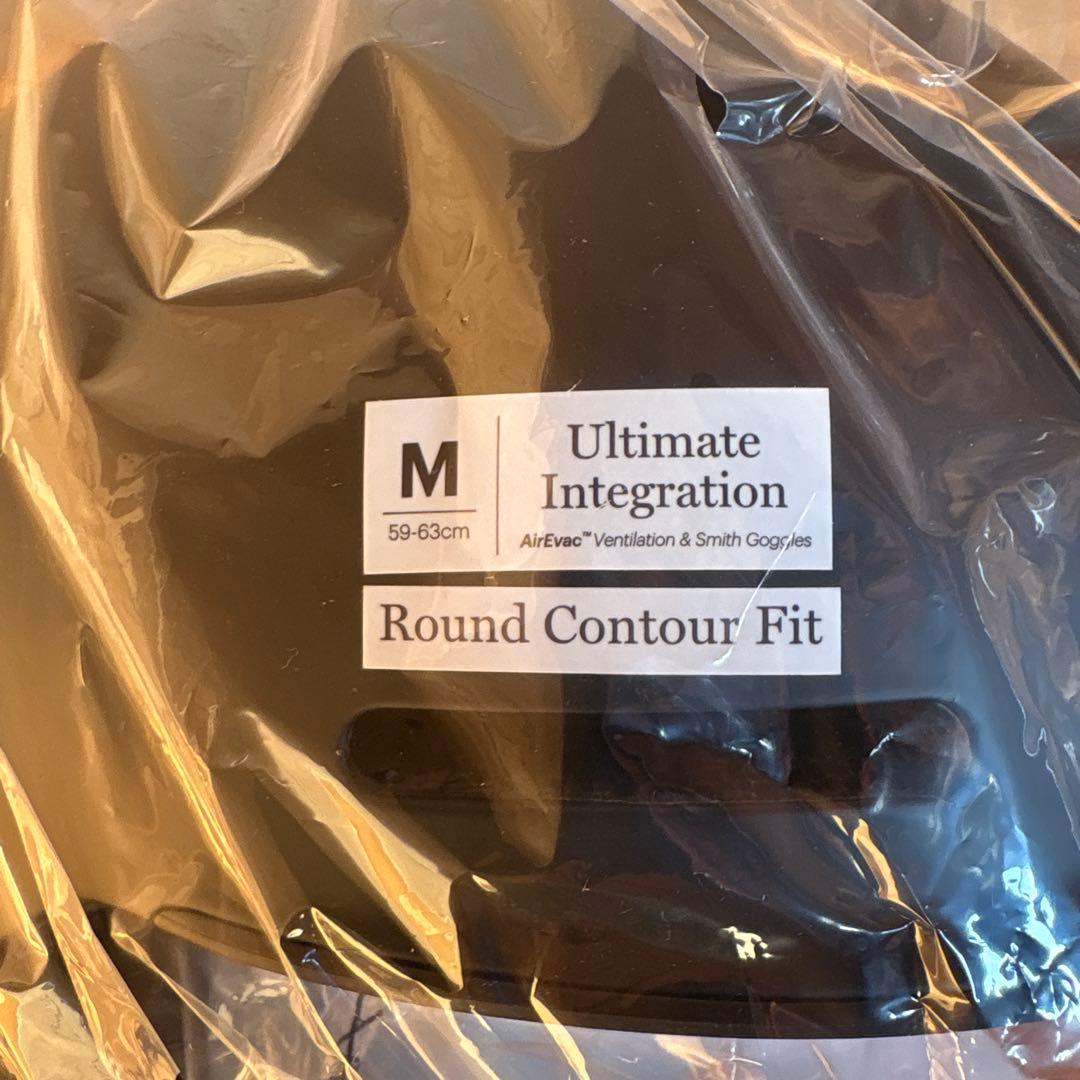 M
59-63cm
Ultimate
Integration
AirEvac™ Ventilation & Smith Goggles
Round Contour Fit